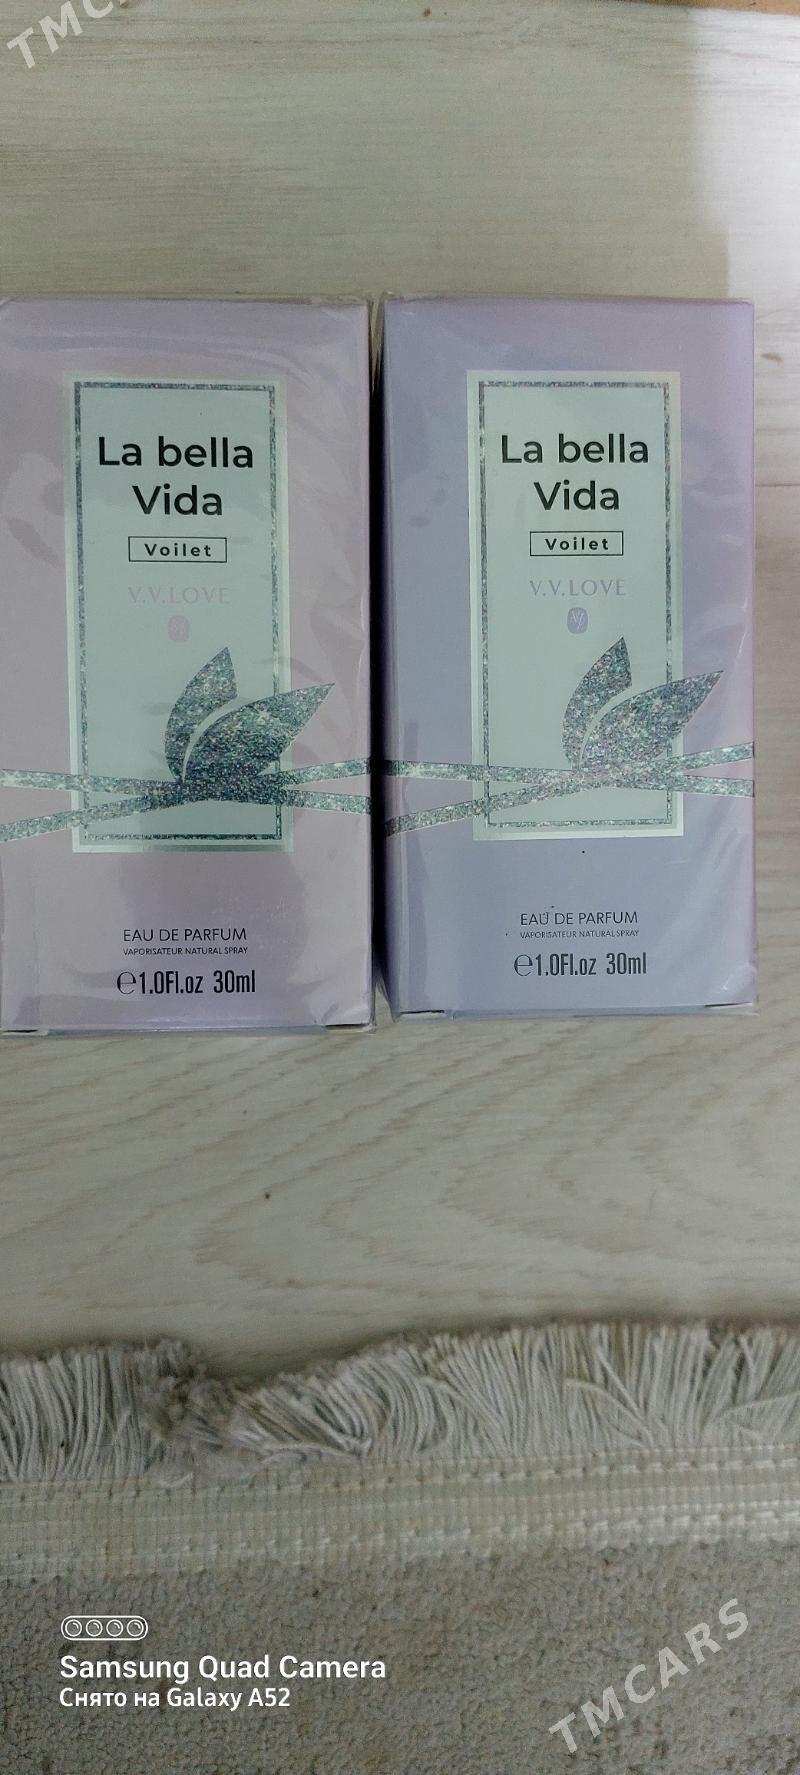 TMC
La bella
Vida
Voilet
V.V.LOVE
EAU DE PARFUM
VAPORISATEUR NATURAL SPRAY
℮1.0Fl.oz 30ml
La bella
Vida
Voilet
V.V.LOVE
EAU DE PARFUM
VAPORISATEUR NATURAL SPRAY
℮1.0Fl.oz 30ml
Samsung Quad Camera
Снято на Galaxy A52
TMCARS